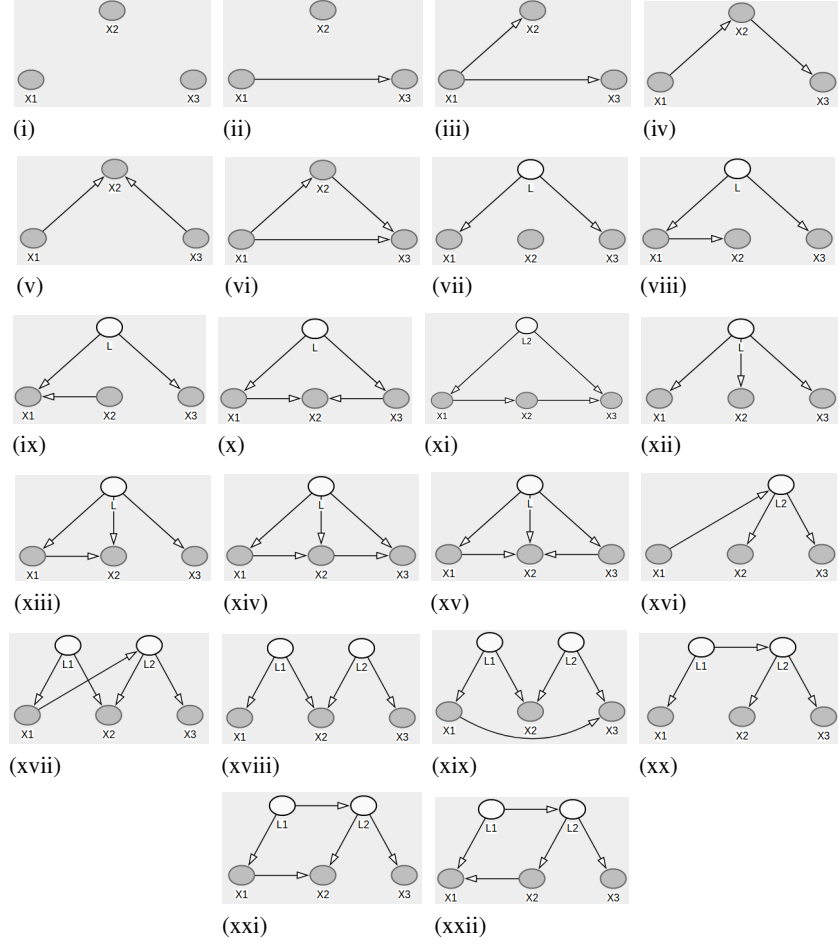 X2 X2 X2 X2
X1 X3 X1 X3 X1 X3 X1 X3
(i) (ii) (iii) (iv)
X2 X2 L L
X1 X3 X1 X3 X1 X2 X3 X1 X2 X3
(v) (vi) (vii) (viii)
L L L2 L
X1 X2 X3 X1 X2 X3 X1 X2 X3 X1 X2 X3
(ix) (x) (xi) (xii)
L L L L2
X1 X2 X3 X1 X2 X3 X1 X2 X3 X1 X2 X3
(xiii) (xiv) (xv) (xvi)
L1 L2 L1 L2 L1 L2 L1 L2
X1 X2 X3 X1 X2 X3 X1 X2 X3 X1 X2 X3
(xvii) (xviii) (xix) (xx)
L1 L2 L1 L2
X1 X2 X3 X1 X2 X3
(xxi) (xxii)